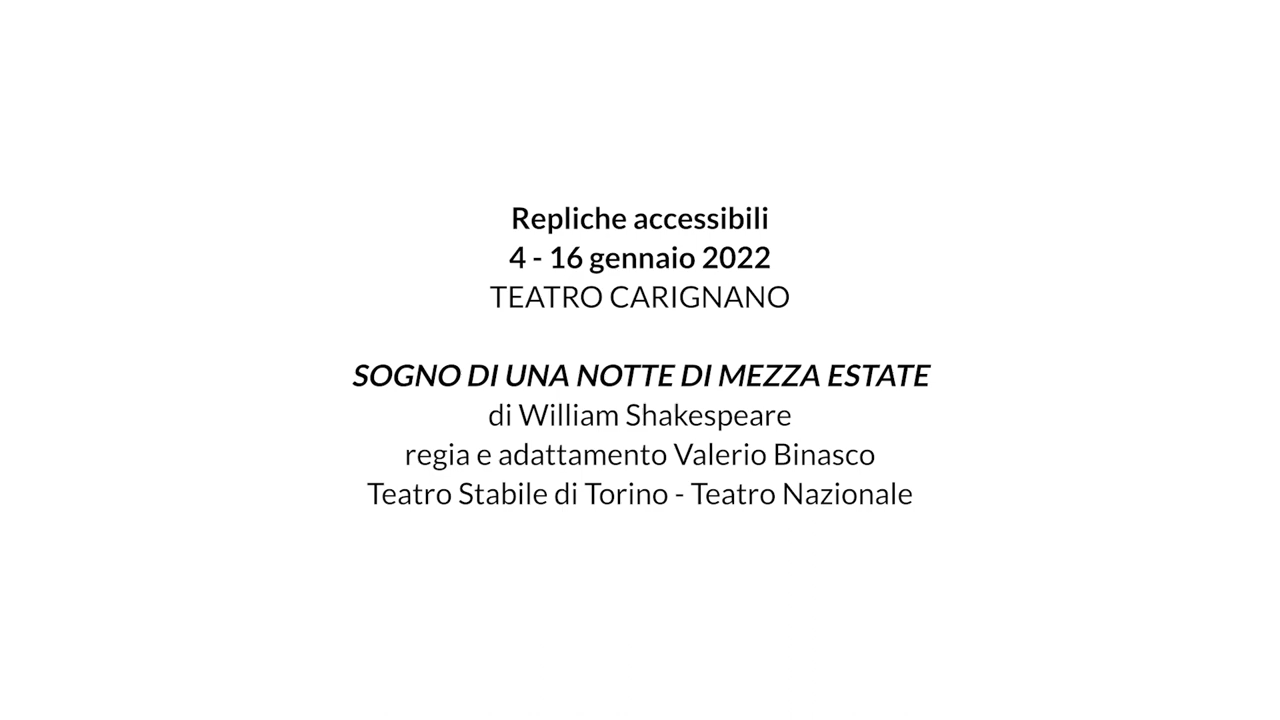 Repliche accessibili
4 - 16 gennaio 2022
TEATRO CARIGNANO
SOGNO DI UNA NOTTE DI MEZZA ESTATE
di William Shakespeare
regia e adattamento Valerio Binasco
Teatro Stabile di Torino - Teatro Nazionale